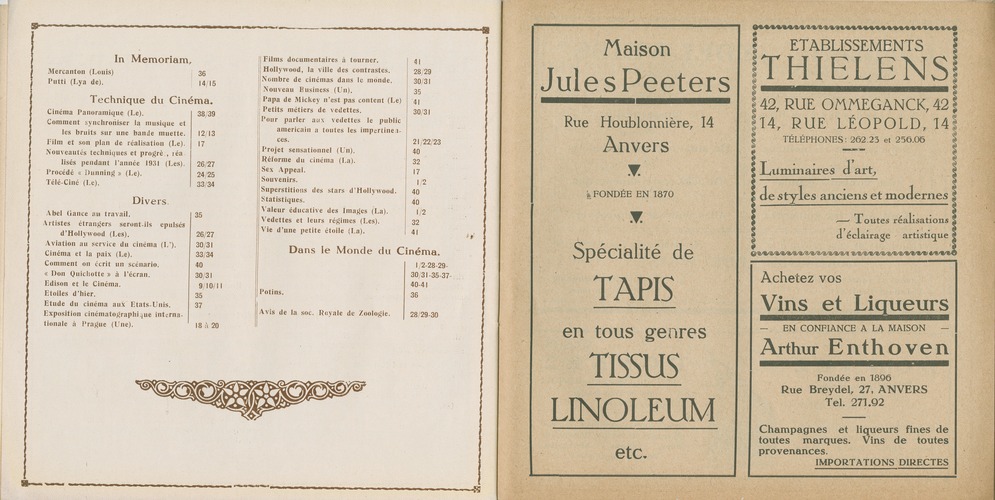 In Memoriam.
Mercanton (Louis) 36
Putti (Lya de). 14/15
Technique du Cinéma.
Cinéma Panoramique (Le). 38/39
Comment synchroniser la musique et
les bruits sur une bande muette. 12/13
Film et son plan de réalisation (Le). 17
Nouveautés techniques et progrè, réa
lisés pendant l'année 1931 (Les). 26/27
Procédé « Dunning » (Le). 24/25
Télé-Ciné (Le). 33/34
Divers.
Abel Gance au travail. 35
Artistes étrangers seront-ils epulsés
d'Hollywood (Les). 26/27
Aviation au service du cinéma (L'). 30/31
Cinéma et la paix (Le). 33/34
Comment on écrit un scénario. 40
« Don Quichotte » à l'écran. 30/31
Edison et le Cinéma. 9/10/11
Etoiles d'hier. 35
Etude du cinéma aux Etats-Unis. 37
Exposition cinématographique interna-
tionale à Prague (Une). 18 à 20
Films documentaires à tourner. 41
Hollywood, la ville des contrastes. 28/29
Nombre de cinémas dans le monde. 30/31
Nouveau Business (Un). 35
Papa de Mickey n'est pas content (Le) 41
Petits métiers de vedettes. 30/31
Pour parler aux vedettes le public
americain a toutes les impertinen-
ces. 21/22/23
Projet sensationnel (Un). 40
Réforme du cinéma (La). 32
Sex Appeal. 17
Souvenirs. 1/2
Superstitions des stars d'Hollywood. 40
Statistiques. 40
Valeur éducative des Images (La). 1/2
Vedettes et leurs régimes (Les). 32
Vie d'une petite étoile (La). 41
Dans le Monde du Cinéma.
1/2-28-29-
30/31-35-37-
40-41
Potins. 36
Avis de la soc. Royale de Zoologie. 28/29-30
Maison
Jules Peeters
Rue Houblonnière, 14
Anvers
FONDÉE EN 1870
Spécialité de
TAPIS
en tous genres
TISSUS
LINOLEUM
etc.
ETABLISSEMENTS
THIELENS
42, RUE OMMEGANCK, 42
14, RUE LÉOPOLD, 14
TÉLÉPHONES: 262.23 et 256.06
Luminaires d'art,
de styles anciens et modernes
— Toutes réalisations
d'éclairage artistique
Achetez vos
Vins et Liqueurs
— EN CONFIANCE A LA MAISON —
Arthur Enthoven
Fondée en 1896
Rue Breydel, 27, ANVERS
Tel. 271.92
Champagnes et liqueurs fines de
toutes marques. Vins de toutes
provenances.
IMPORTATIONS DIRECTES